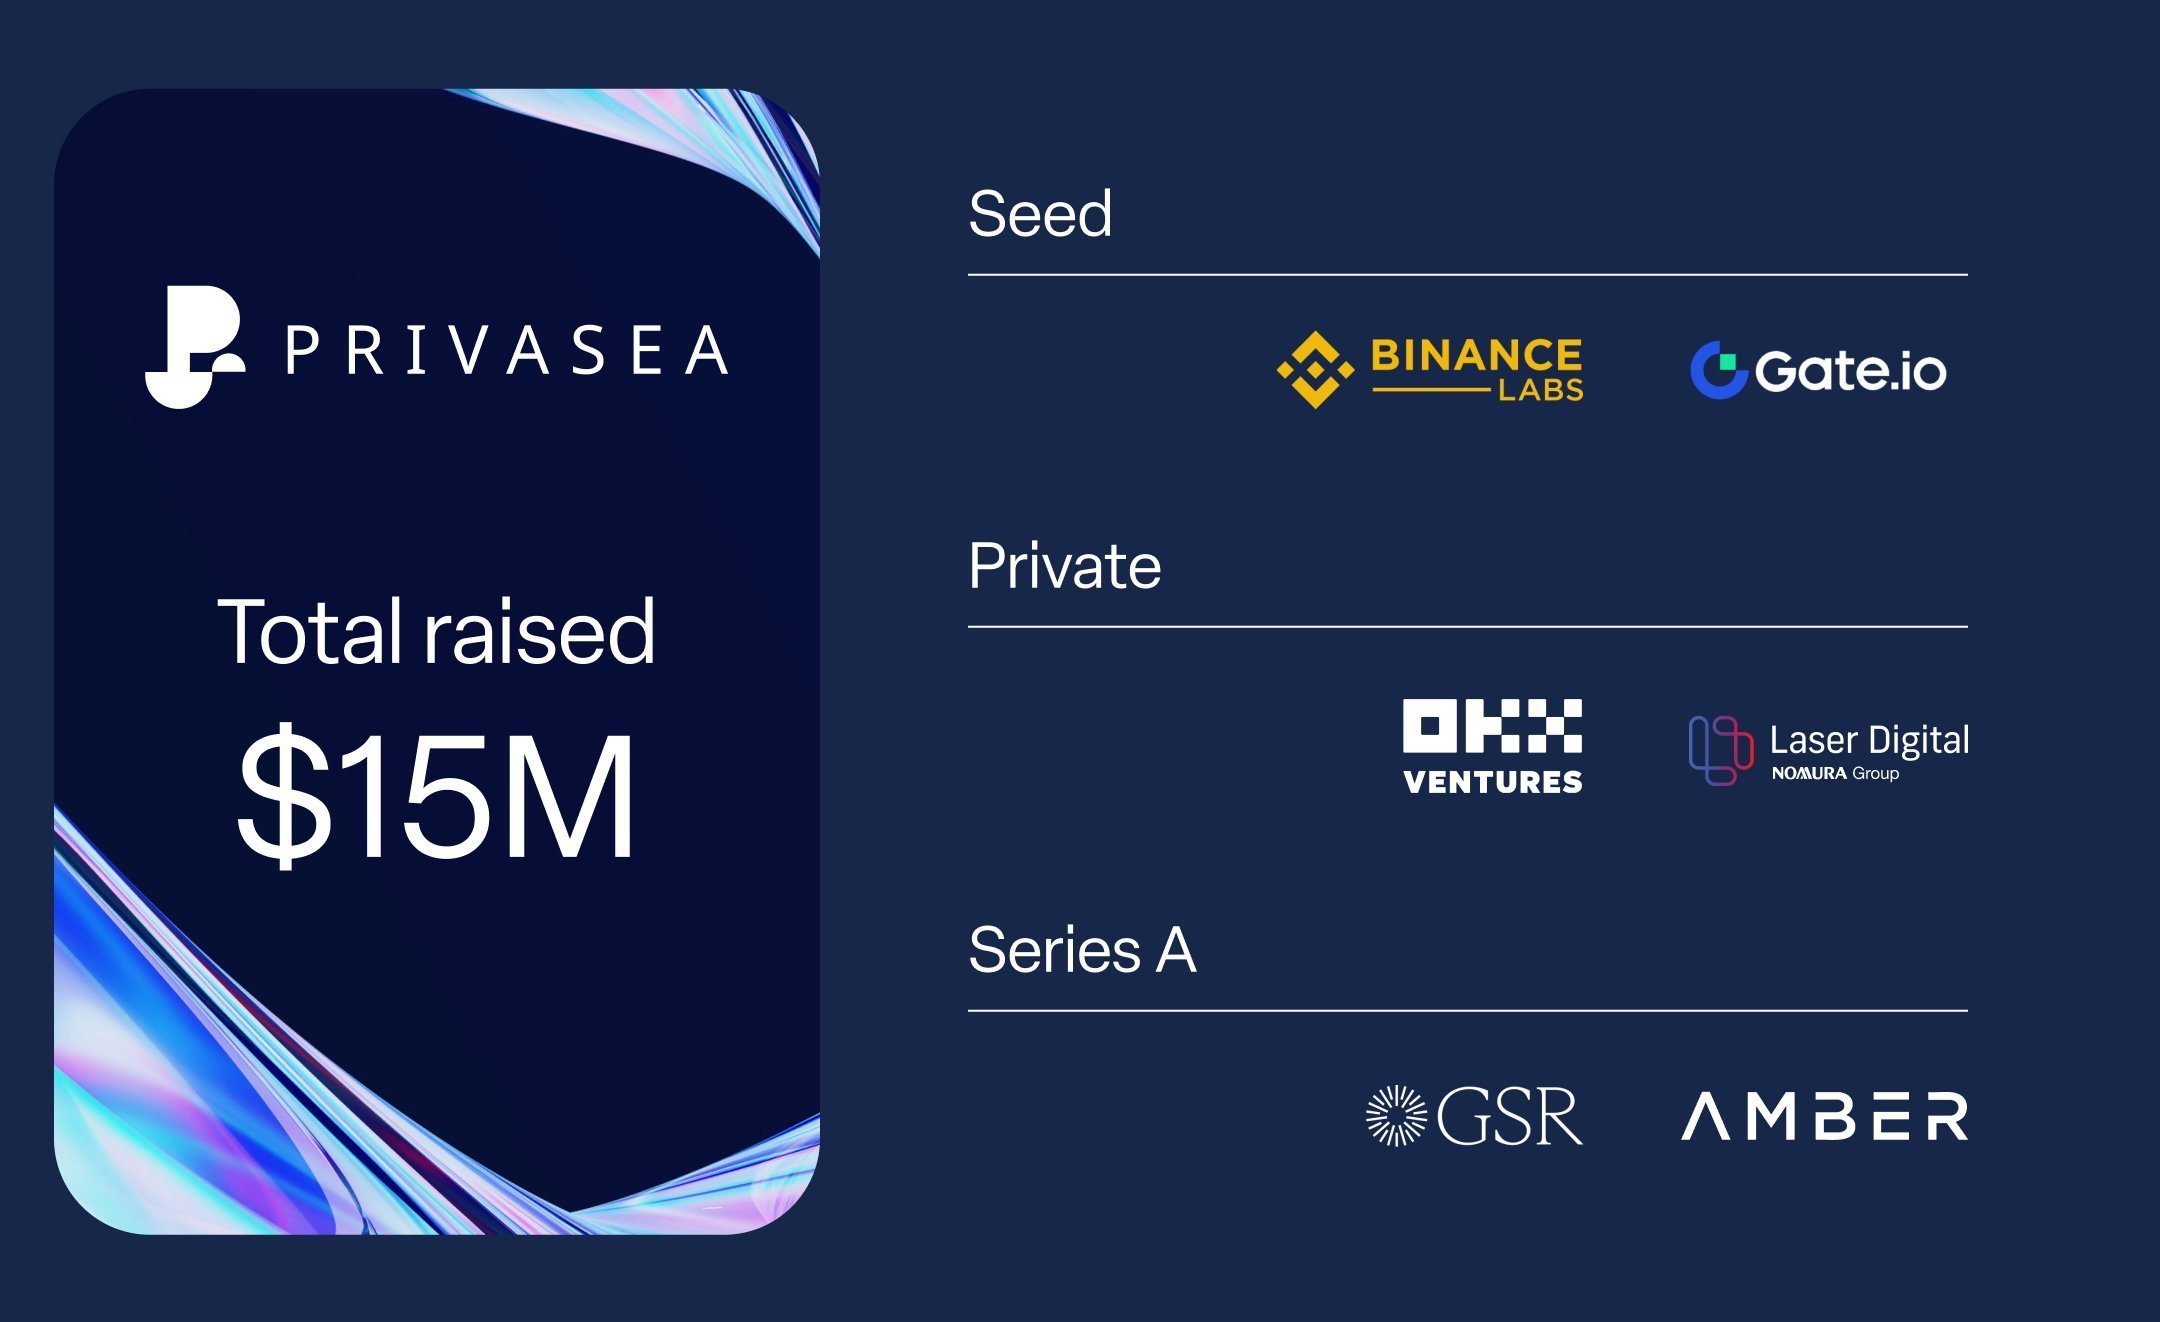 PRIVASEA
Total raised
$15M
Seed
BINANCE
LABS
Gate.io
Private
OKX
VENTURES
Laser Digital
NOMURA Group
Series A
GSR
AMBER